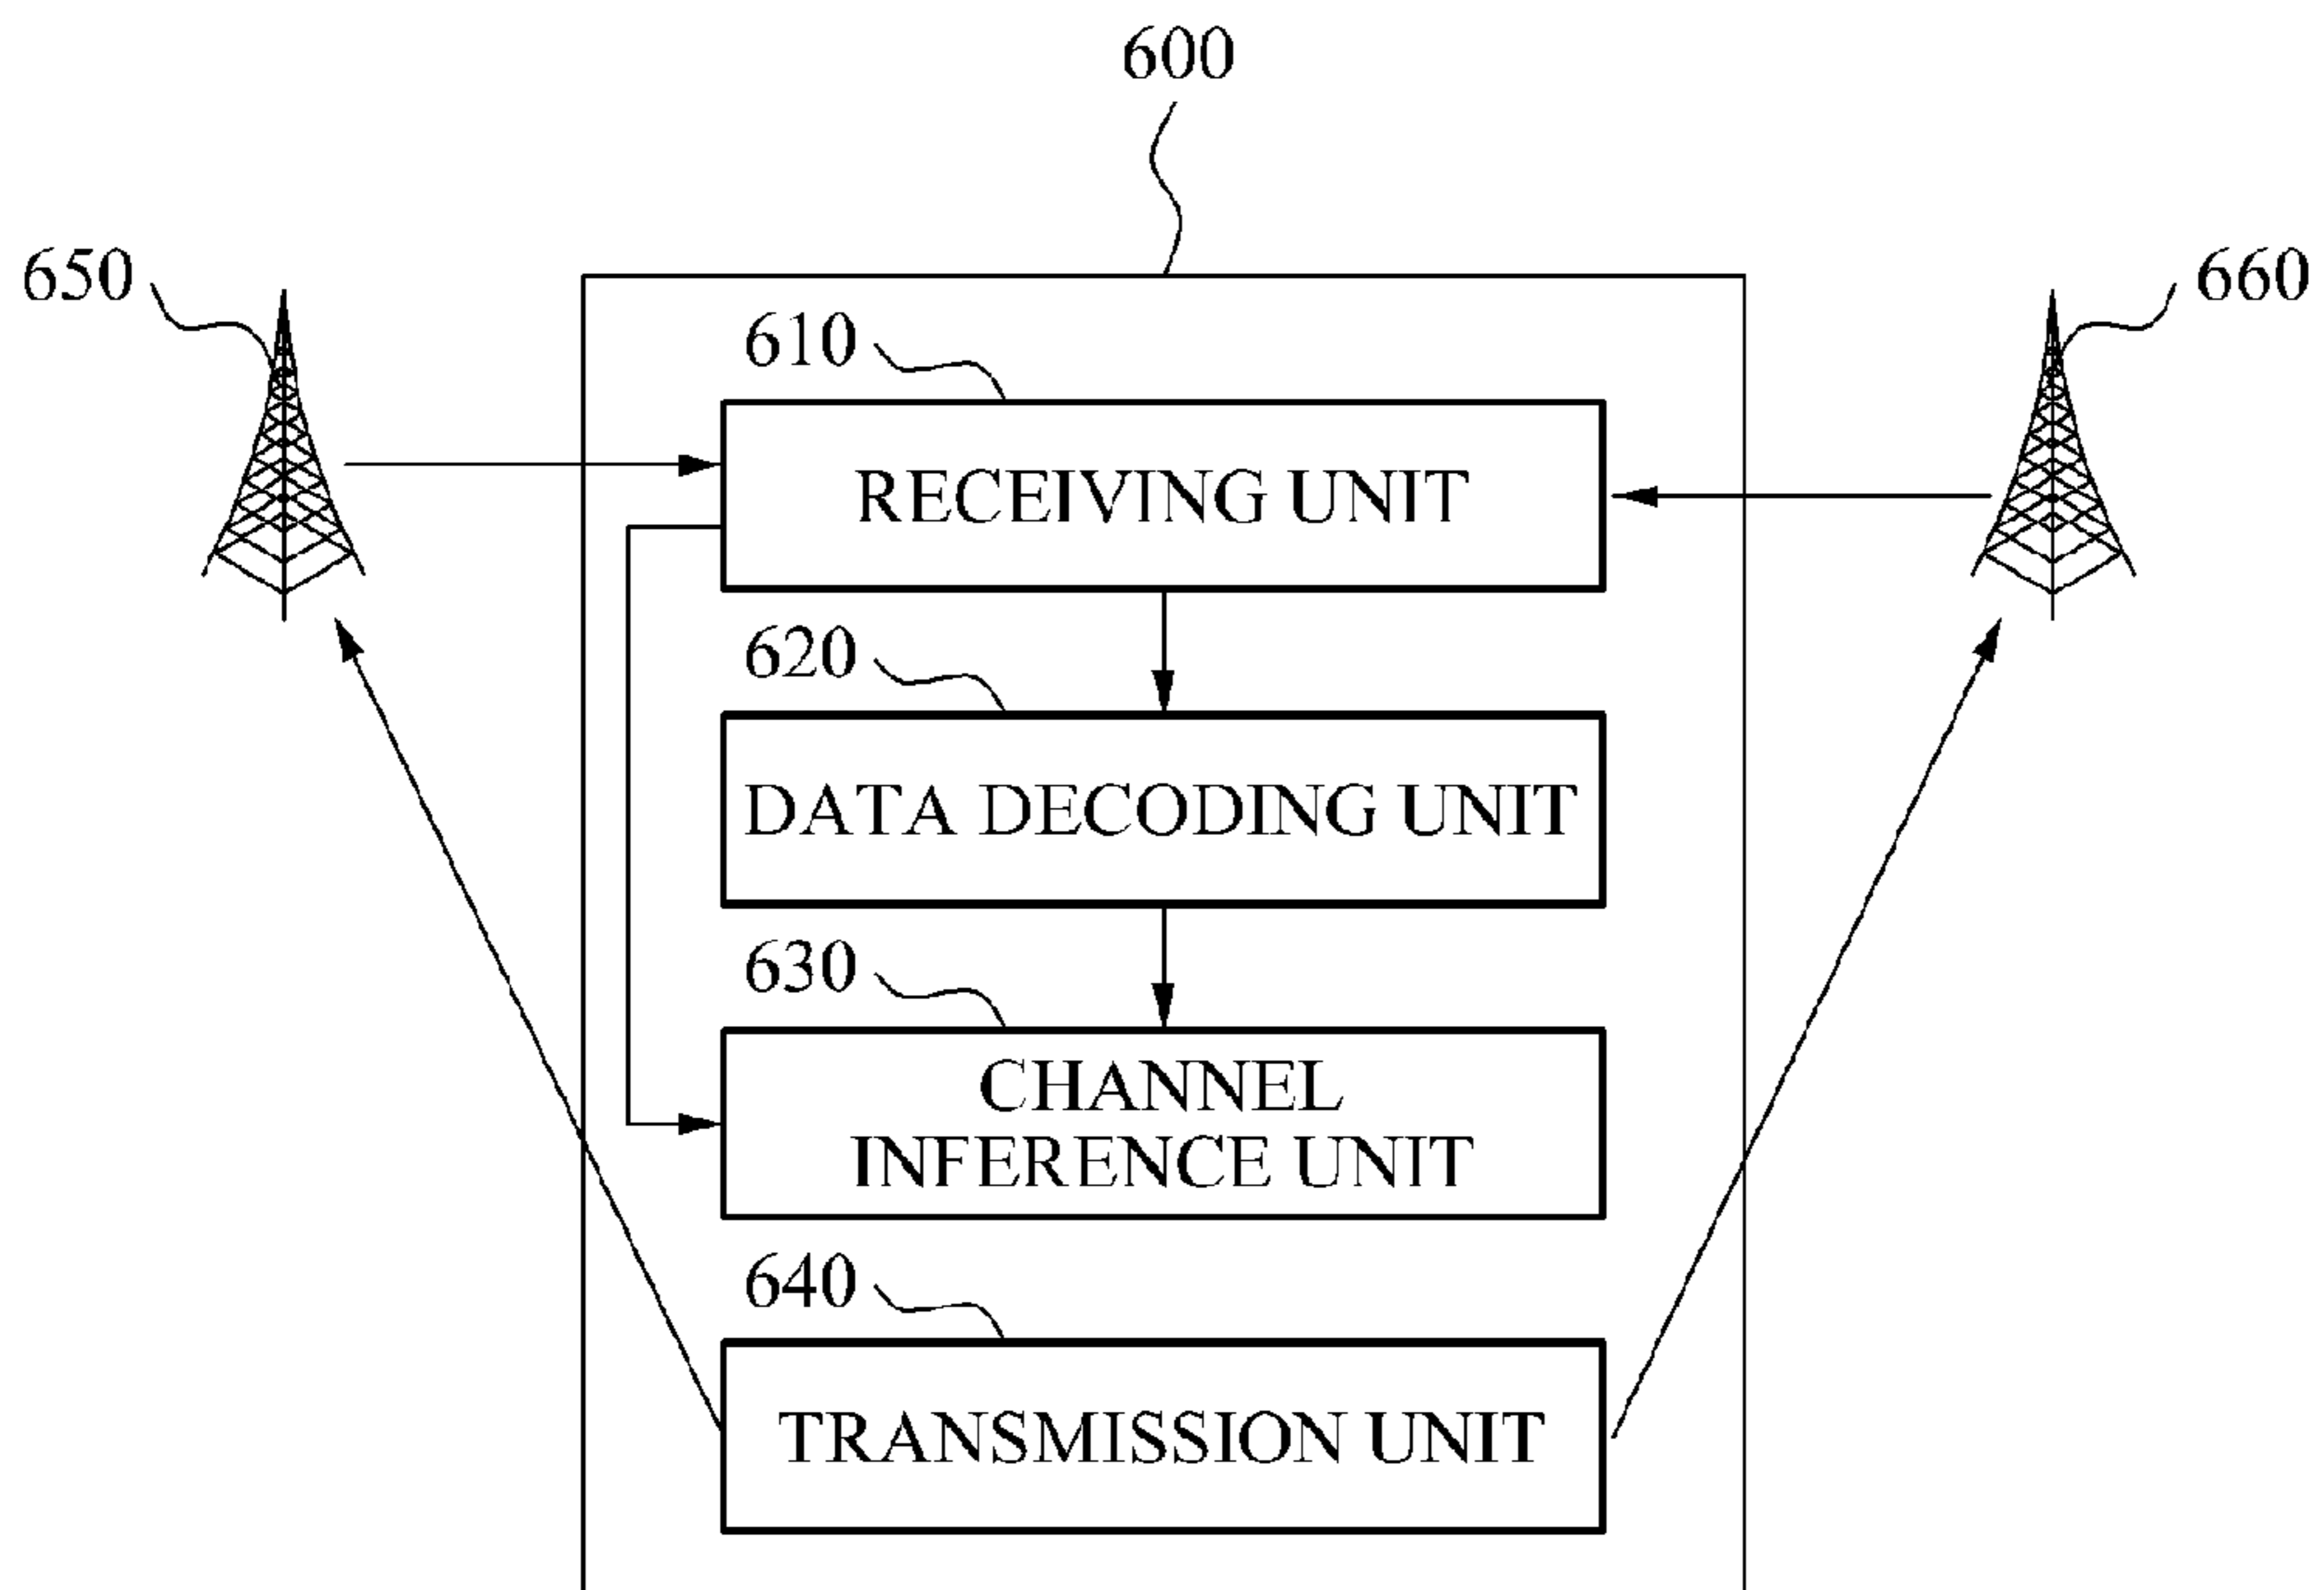 600
650
660
610
RECEIVING UNIT
620
DATA DECODING UNIT
630
CHANNEL
INFERENCE UNIT
640
TRANSMISSION UNIT